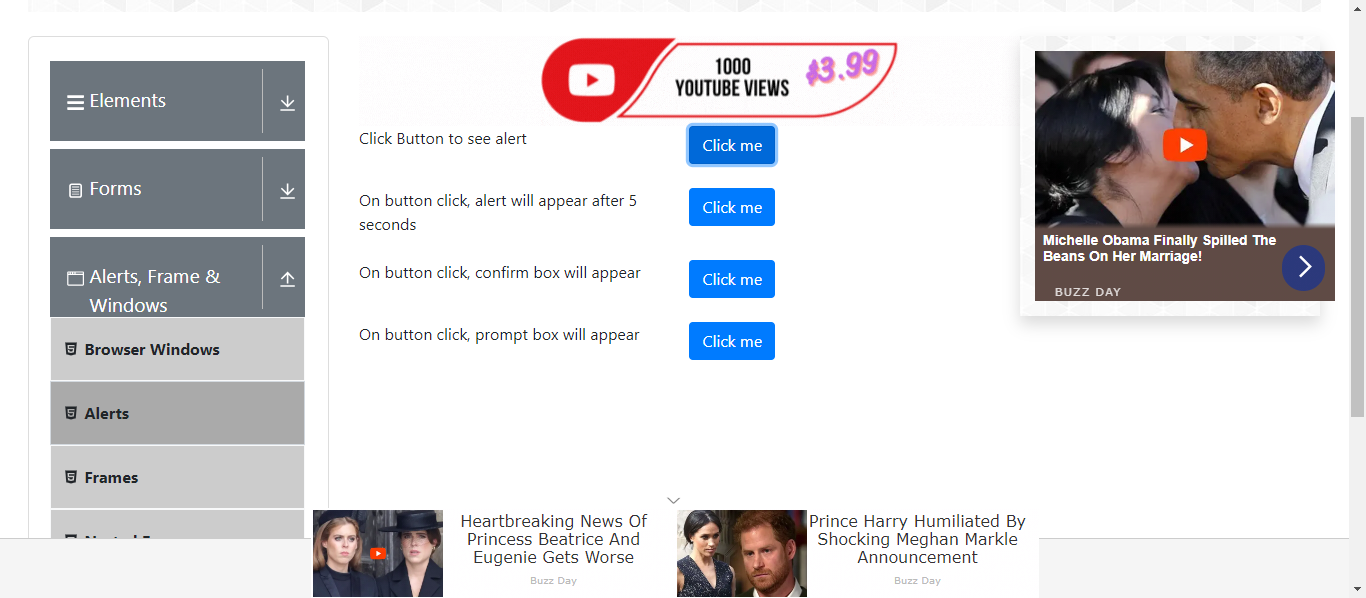 Elements
Forms
Alerts, Frame &
Windows
Browser Windows
Alerts
Frames
1000
YOUTUBE VIEWS
$3.99
Click Button to see alert
Click me
On button click, alert will appear after 5
seconds
Click me
On button click, confirm box will appear
Click me
On button click, prompt box will appear
Click me
Michelle Obama Finally Spilled The
Beans On Her Marriage!
BUZZ DAY
Heartbreaking News Of
Princess Beatrice And
Eugenie Gets Worse
Buzz Day
Prince Harry Humiliated By
Shocking Meghan Markle
Announcement
Buzz Day